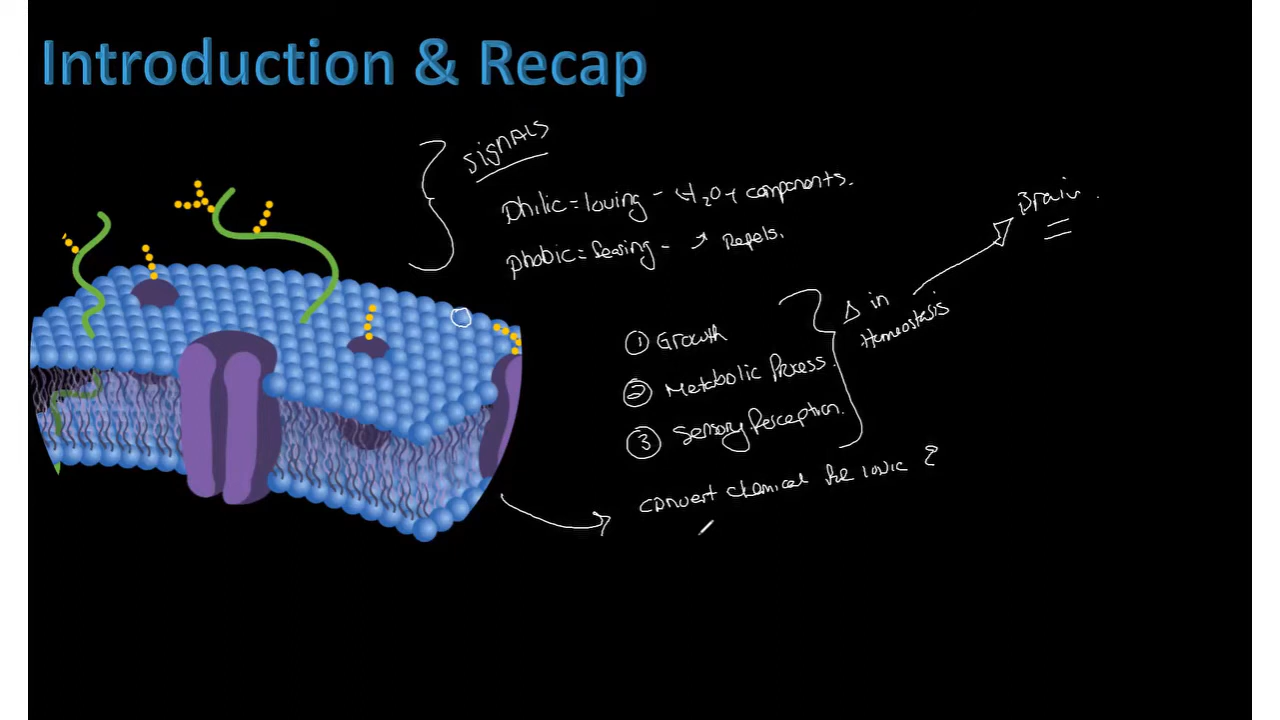 Introduction & Recap
SIGNALS
philic = loving - H₂O + components.
phobic = fearing - Repels.
Brain.
① Growth
② Metabolic Process.
③ Sensory Perception.
Δ in
Homeostasis
convert chemical ionic